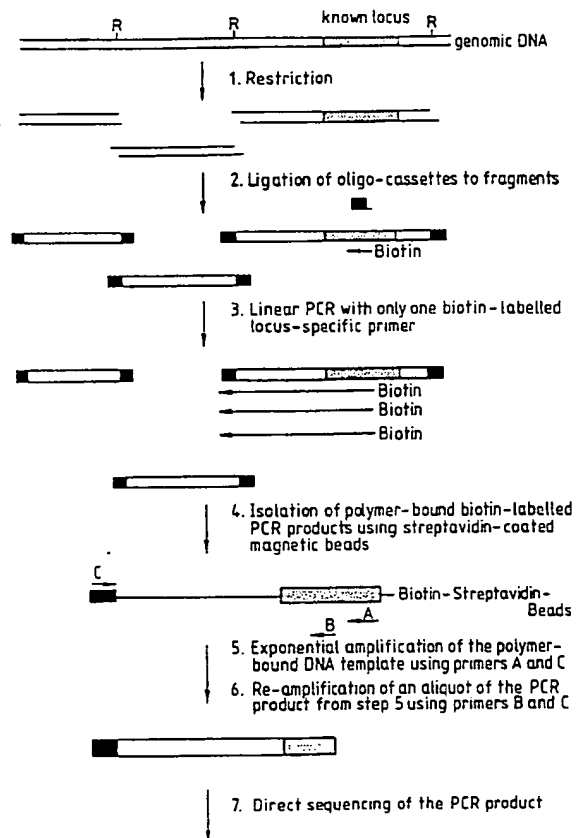 known locus
R R R
genomic DNA
1. Restriction
2. Ligation of oligo-cassettes to fragments
Biotin
3. Linear PCR with only one biotin-labelled
locus-specific primer
Biotin
Biotin
Biotin
4. Isolation of polymer-bound biotin-labelled
PCR products using streptavidin-coated
magnetic beads
C
Biotin-Streptavidin-
Beads
A
B
5. Exponential amplification of the polymer-
bound DNA template using primers A and C
6. Re-amplification of an aliquot of the PCR
product from step 5 using primers B and C
7. Direct sequencing of the PCR product